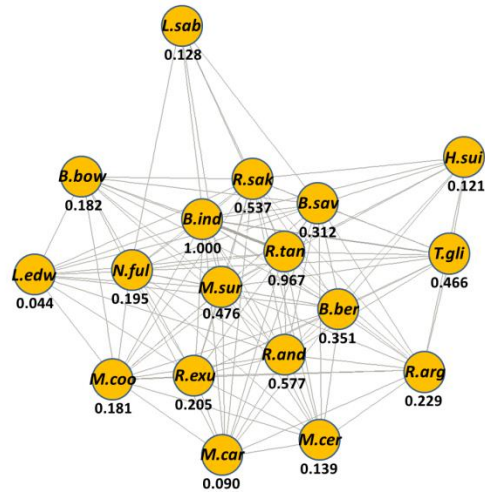 L.sab
0.128
H.sui
0.121
B.bow
0.182
R.sak
0.537
B.sav
0.312
B.ind
1.000
R.tan
0.967
T.gli
0.466
L.edw
0.044
N.ful
0.195
M.sur
0.476
B.ber
0.351
R.and
0.577
M.coo
0.181
R.exu
0.205
R.arg
0.229
M.cer
0.139
M.car
0.090